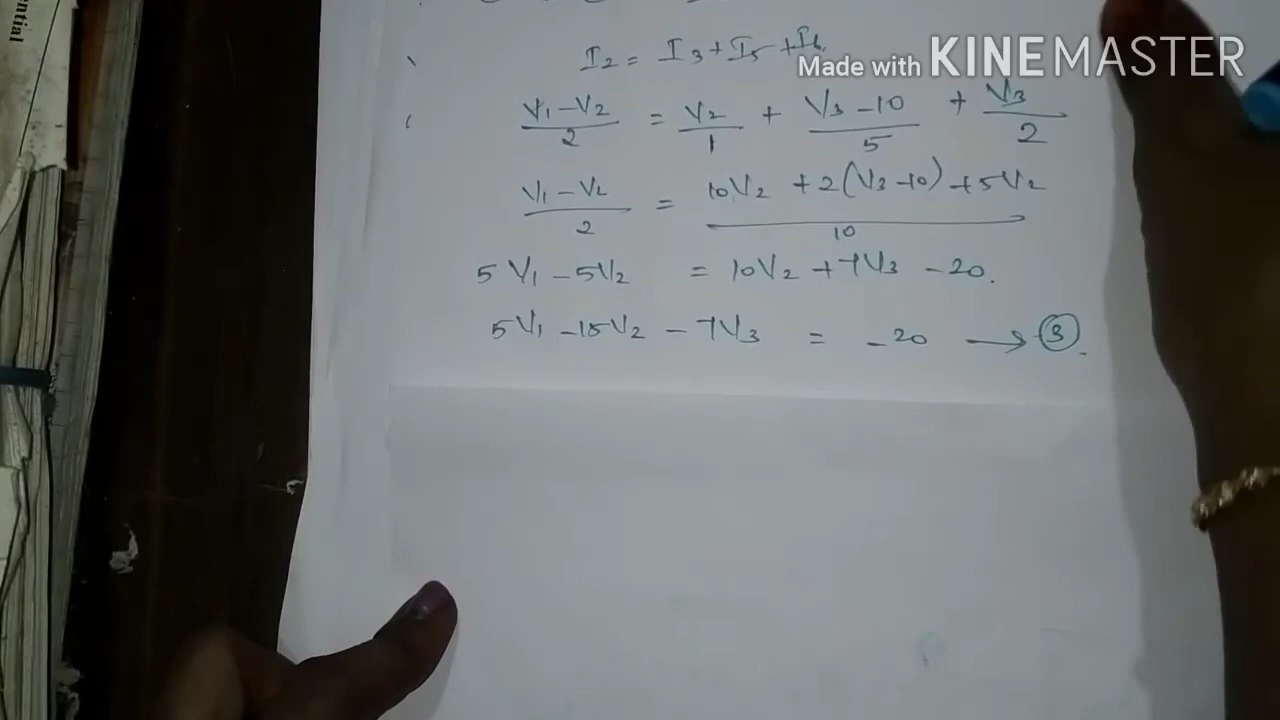 ential
I2 = I3 + I5 + I6
Made with KINEMASTER
(V1 - V2)/2 = V2/1 + (V3 - 10)/5 + V3/2
(V1 - V2)/2 = (10V2 + 2(V3 - 10) + 5V2)/10
5V1 - 5V2 = 10V2 + 7V3 - 20.
5V1 - 15V2 - 7V3 = -20 → ③.